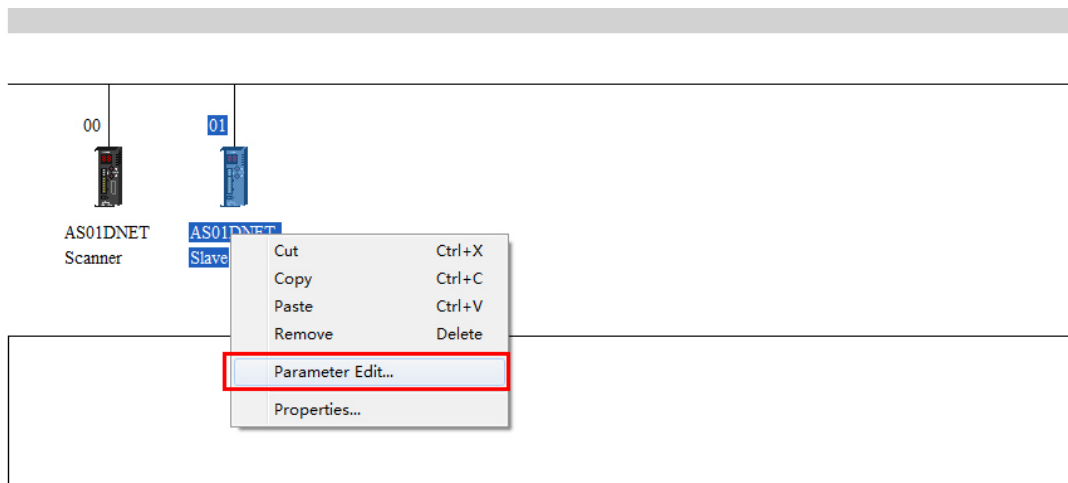 00
01
AS01DNET
Scanner
AS01DNET
Slave
Cut Ctrl+X
Copy Ctrl+C
Paste Ctrl+V
Remove Delete
Parameter Edit...
Properties...